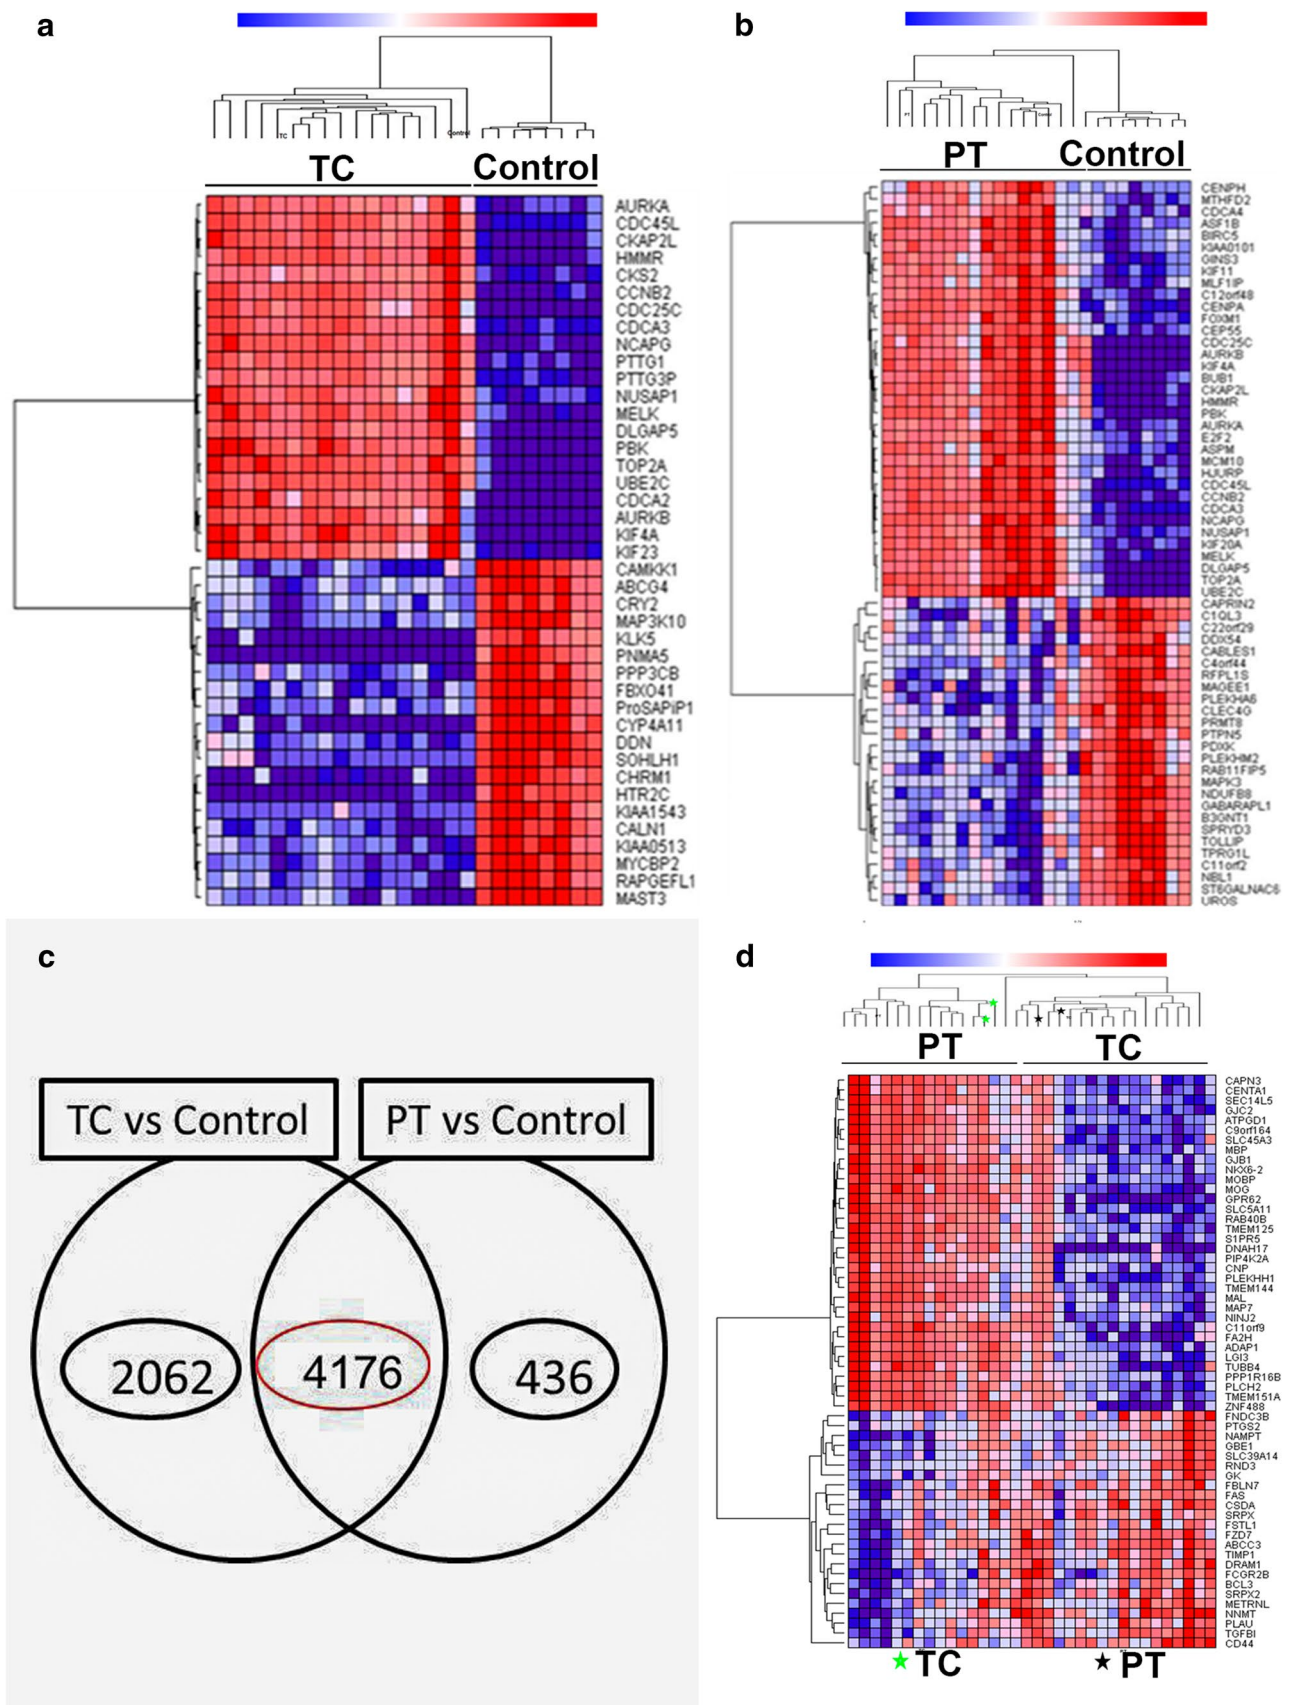 a
TC
Control
TC
Control
AURKA
CDC45L
CKAP2L
HMMR
CKS2
CCNB2
CDC25C
CDCA3
NCAPG
PTTG1
PTTG3P
NUSAP1
MELK
DLGAP5
PBK
TOP2A
UBE2C
CDCA2
AURKB
KIF4A
KIF23
CAMKK1
ABCG4
CRY2
MAP3K10
KLK5
PNMA5
PPP3CB
FBXO41
ProSAPiP1
CYP4A11
DDN
SOHLH1
CHRM1
HTR2C
KIAA1543
CALN1
KIAA0513
MYCBP2
RAPGEFL1
MAST3
b
PT
Control
PT
Control
CENPH
MTHFD2
CDCA4
ASF1B
BIRC5
KIAA0101
GINS3
KIF11
MLF1IP
C12orf48
CENPA
FOXM1
CEP55
CDC25C
AURKB
KIF4A
BUB1
CKAP2L
HMMR
PBK
AURKA
E2F2
ASPM
MCM10
HJURP
CDC45L
CCNB2
CDCA3
NCAPG
NUSAP1
KIF20A
MELK
DLGAP5
TOP2A
UBE2C
CAPRIN2
C1QL3
C22orf29
DDX54
CABLES1
C4orf44
RFPL1S
MAGEE1
PLEKHA6
CLEC4G
PRMT8
PTPN5
PDXK
PLEKHM2
RAB11FIP5
MAPK3
NDUFB8
GABARAPL1
B3GNT1
SPRYD3
TOLLIP
TPRG1L
C11orf2
NBL1
ST6GALNAC6
UROS
c
TC vs Control
PT vs Control
2062
4176
436
d
PT
TC
CAPN3
CENTA1
SEC14L5
GJC2
ATPGD1
C9orf164
SLC45A3
MBP
GJB1
NKX6-2
MOBP
MOG
GPR62
SLC5A11
RAB40B
TMEM125
S1PR5
DNAH17
PIP4K2A
CNP
PLEKHH1
TMEM144
MAL
MAP7
NINJ2
C11orf9
FA2H
ADAP1
LGI3
TUBB4
PPP1R16B
PLCH2
TMEM151A
ZNF488
FNDC3B
PTGS2
NAMPT
GBE1
SLC39A14
RND3
GK
FBLN7
FAS
CSDA
SRPX
FSTL1
FZD7
ABCC3
TIMP1
DRAM1
FCGR2B
BCL3
SRPX2
METRNL
NNMT
PLAU
TGFBI
CD44
TC
PT